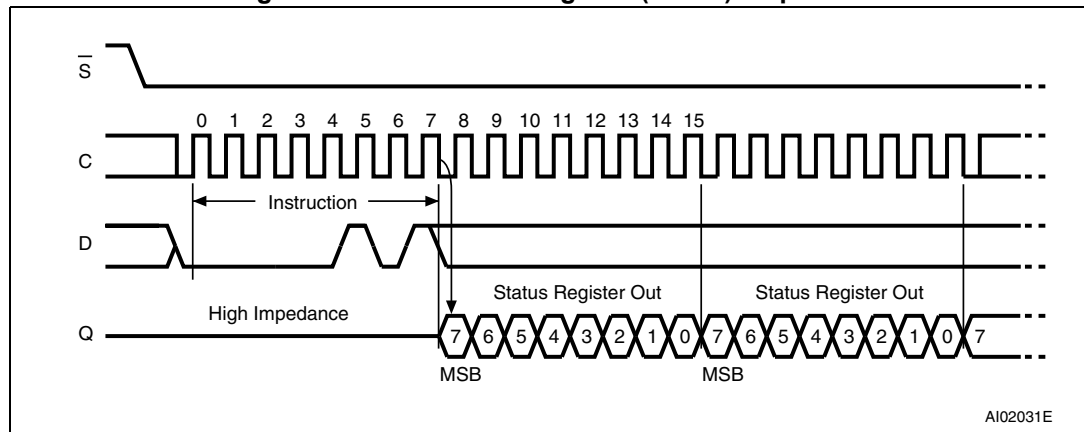 S
0 1 2 3 4 5 6 7 8 9 10 11 12 13 14 15
C
Instruction
D
Status Register Out Status Register Out
High Impedance
Q 7 6 5 4 3 2 1 0 7 6 5 4 3 2 1 0 7
MSB MSB
AI02031E